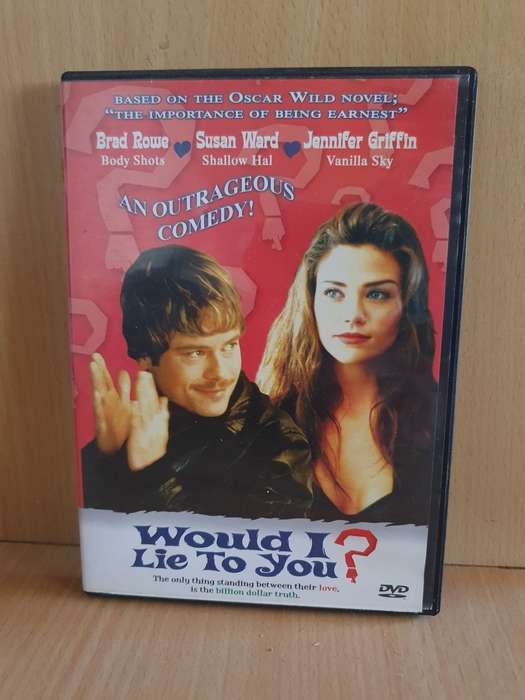 BASED ON THE OSCAR WILD NOVEL;
"THE IMPORTANCE OF BEING EARNEST"
Brad Rowe Susan Ward Jennifer Griffin
Body Shots Shallow Hal Vanilla Sky
AN OUTRAGEOUS
COMEDY!
Would I
Lie To You?
The only thing standing between their love,
is the billion dollar truth.
DVD